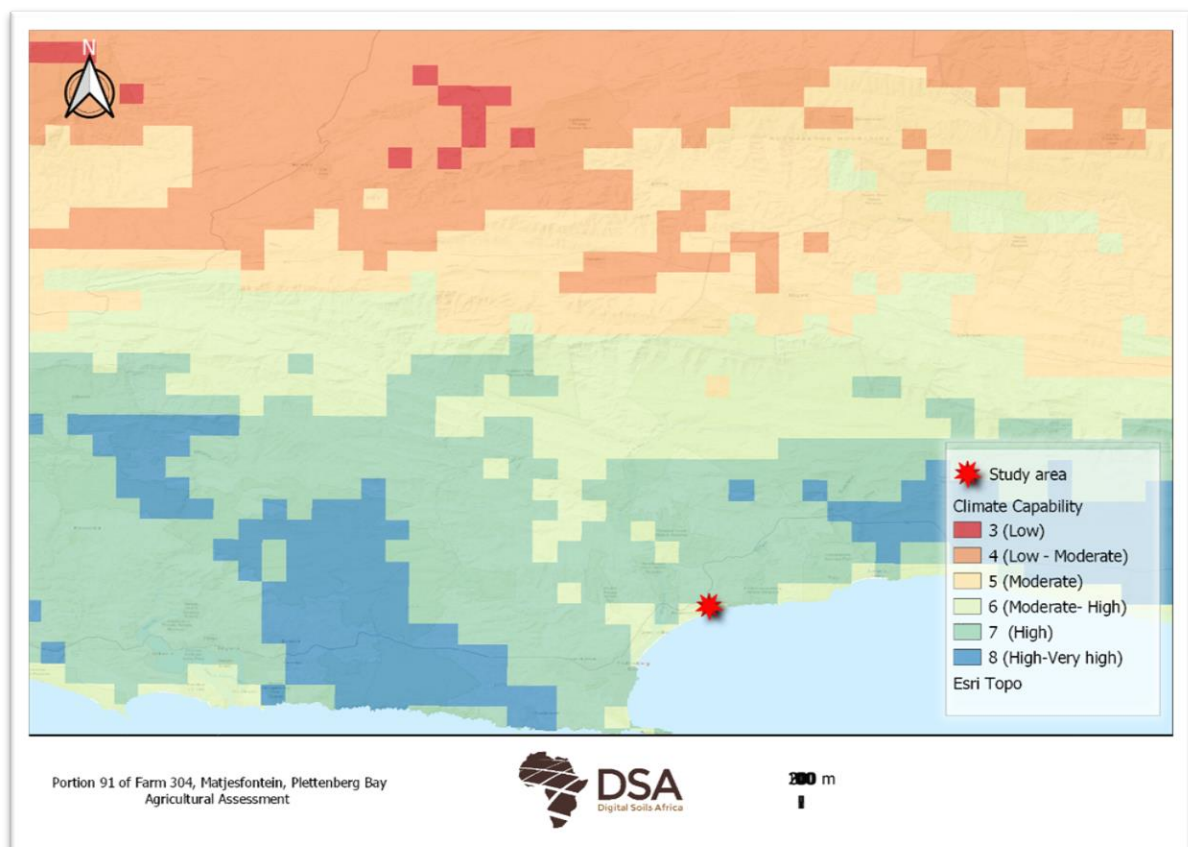 N
Study area
Climate Capability
3 (Low)
4 (Low - Moderate)
5 (Moderate)
6 (Moderate- High)
7 (High)
8 (High-Very high)
Esri Topo
Portion 91 of Farm 304, Matjesfontein, Plettenberg Bay
Agricultural Assessment
DSA
Digital Soils Africa
m